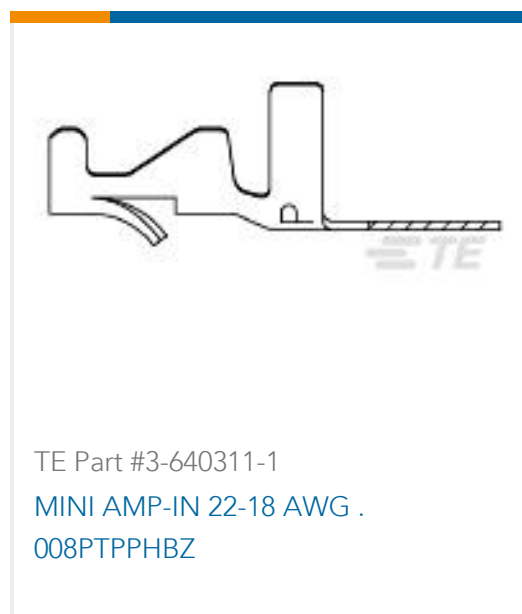 TE
TE Part #3-640311-1
MINI AMP-IN 22-18 AWG .
008PTPPHBZ